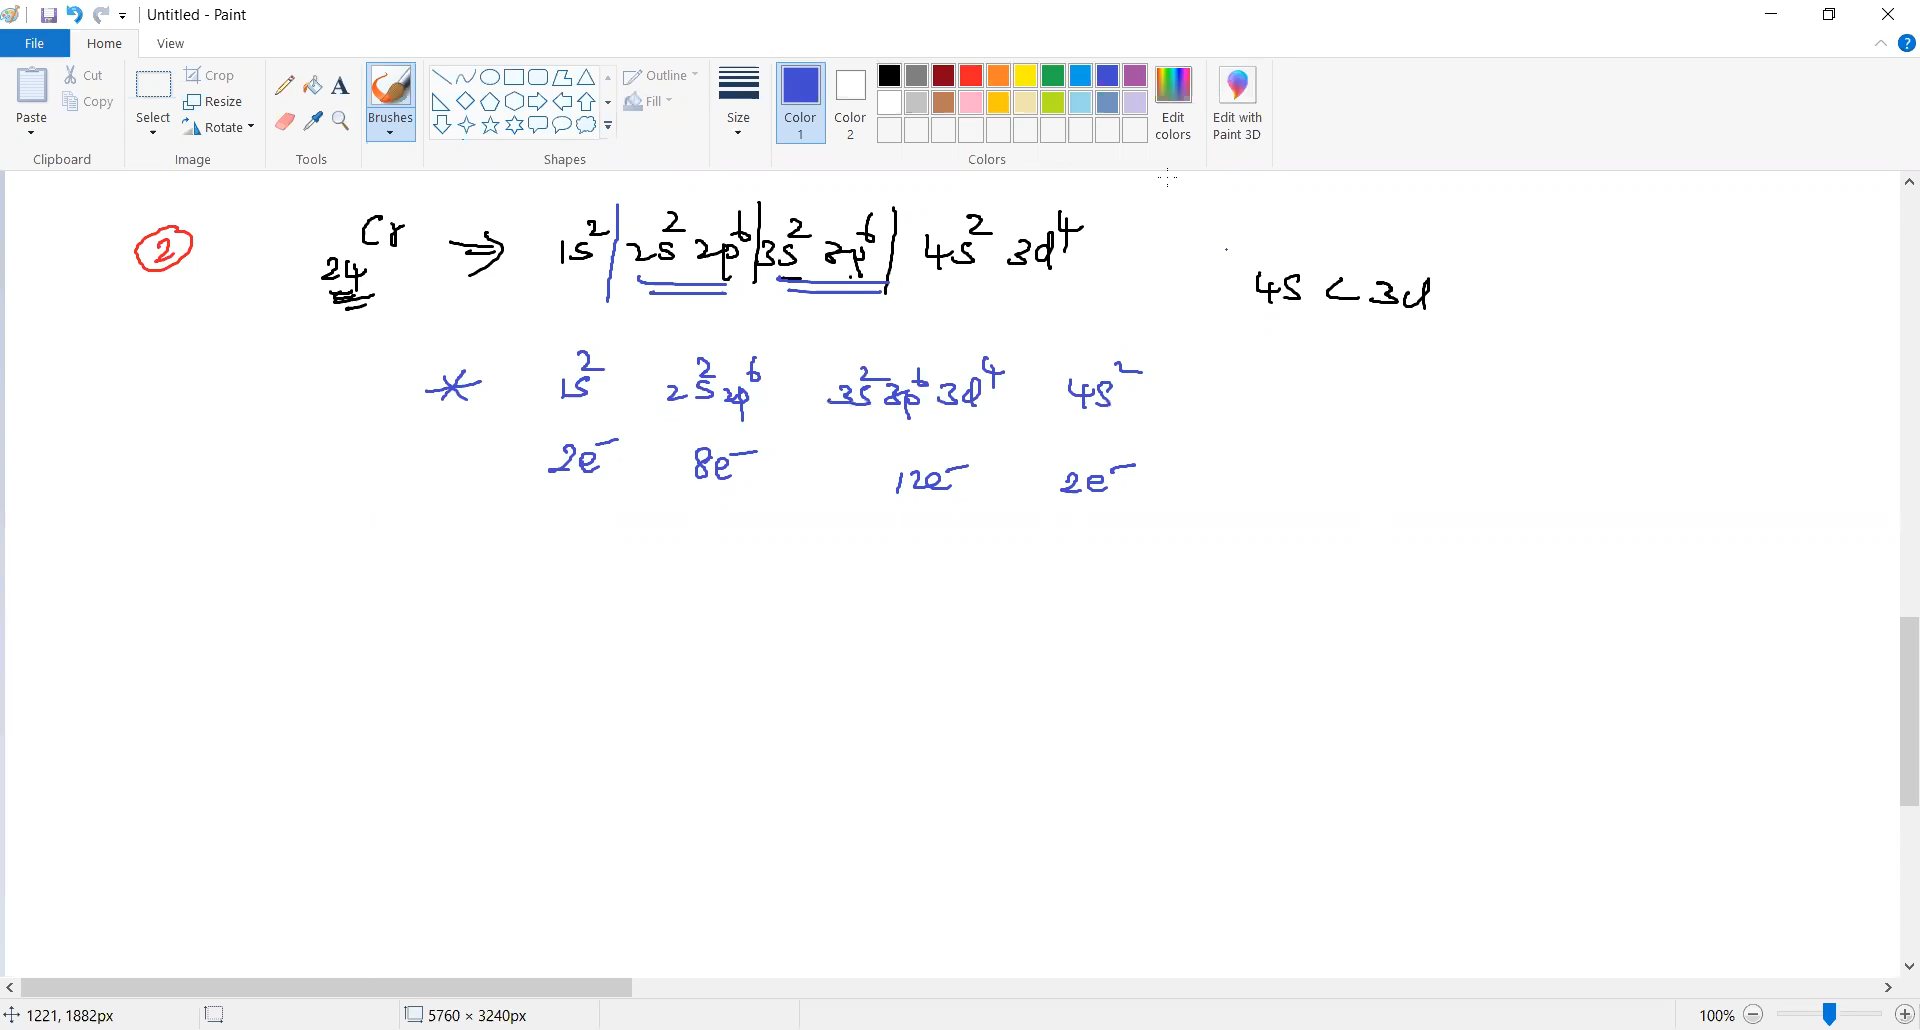 Untitled - Paint
File Home View
Cut
Copy
Paste
Clipboard
Crop
Resize
Rotate
Select
Image
Tools
Brushes
Outline
Fill
Shapes
Size
Color 1
Color 2
Edit colors
Colors
Edit with Paint 3D
2
24Cr ⇒ 1s² | 2s² 2p⁶ | 3s² 3p⁶ | 4s² 3d⁴
4s < 3d
* 1s² 2s² 2p⁶ 3s² 3p⁶ 3d⁴ 4s²
2e⁻ 8e⁻ 12e⁻ 2e⁻
1221, 1882px
5760 × 3240px
100%